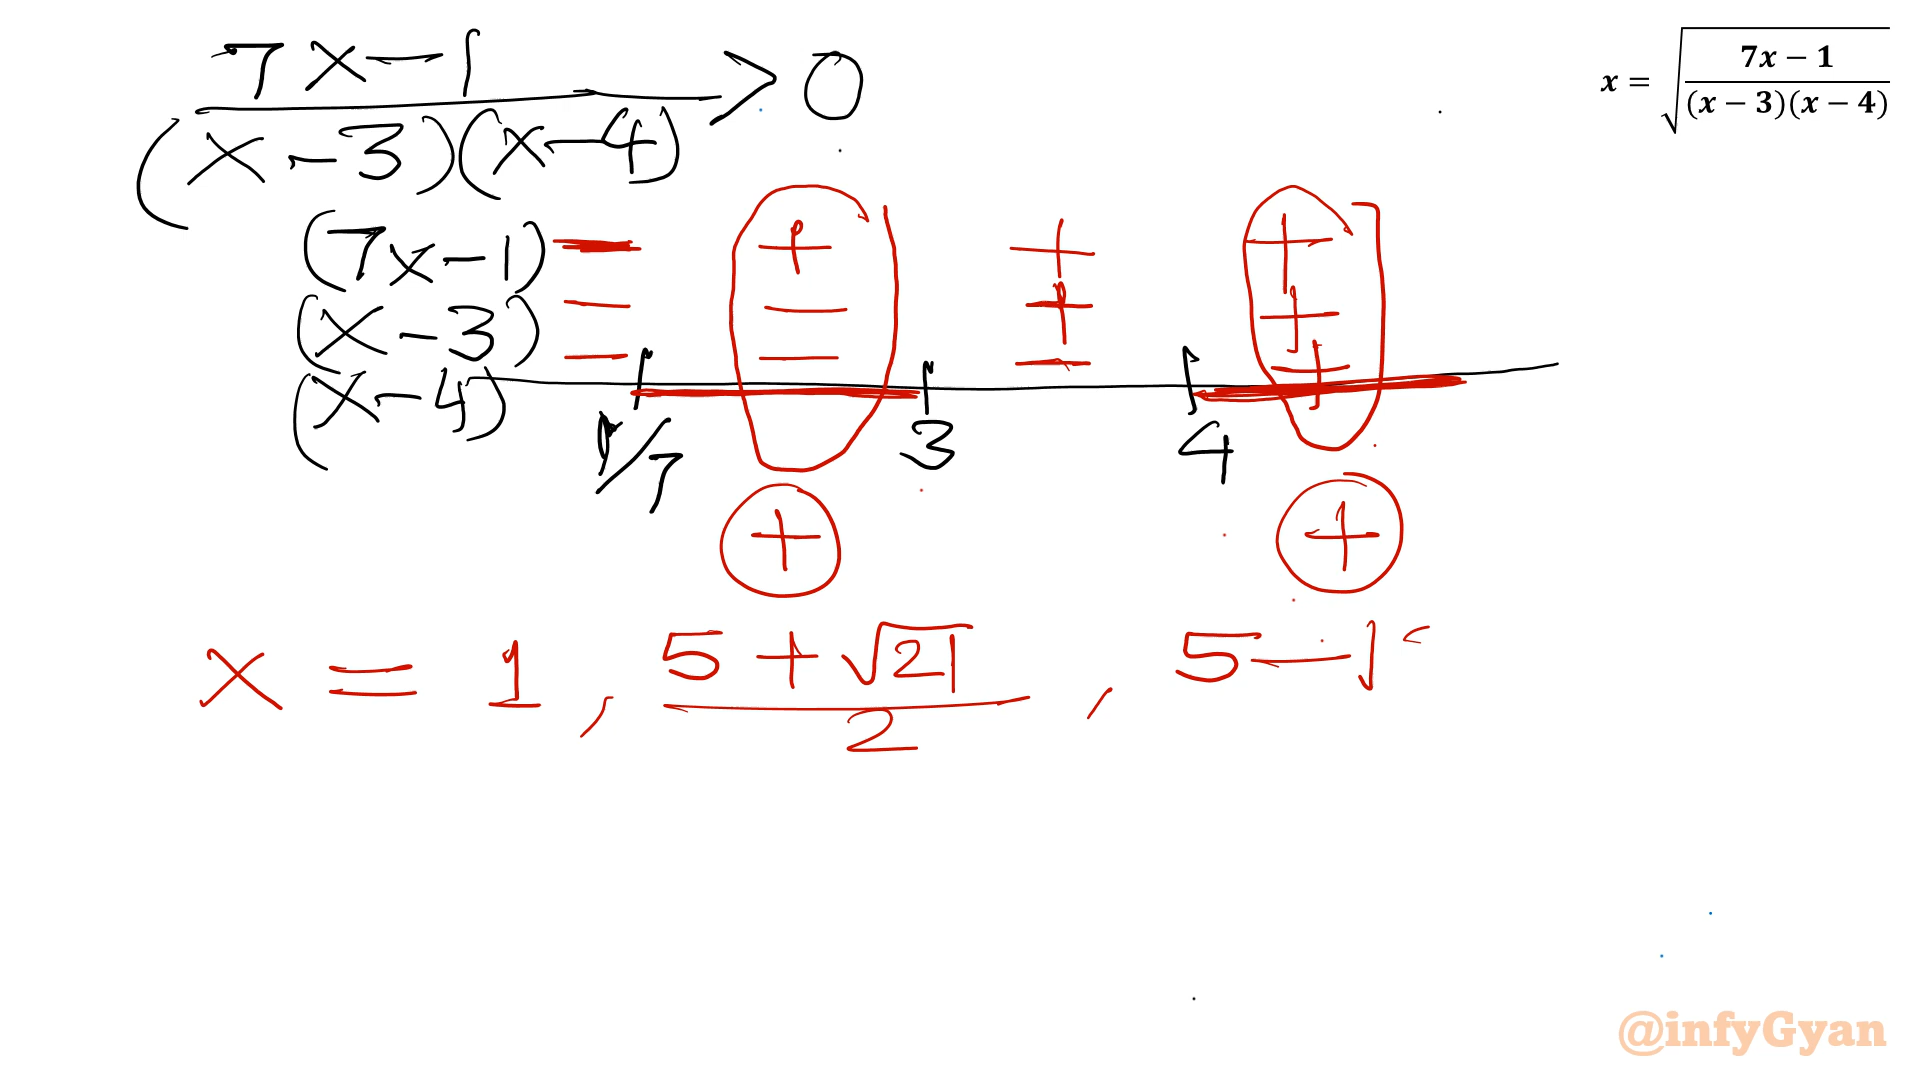 7x-1
―――――――― > 0
(x-3)(x-4)
x = √((7x − 1)/((x − 3)(x − 4)))
(7x-1) − + + +
(x-3) − − + +
(x-4) − − − +
1/7 3 4
+ +
x = 1 , (5+√21)/2 , 5-√
@infyGyan